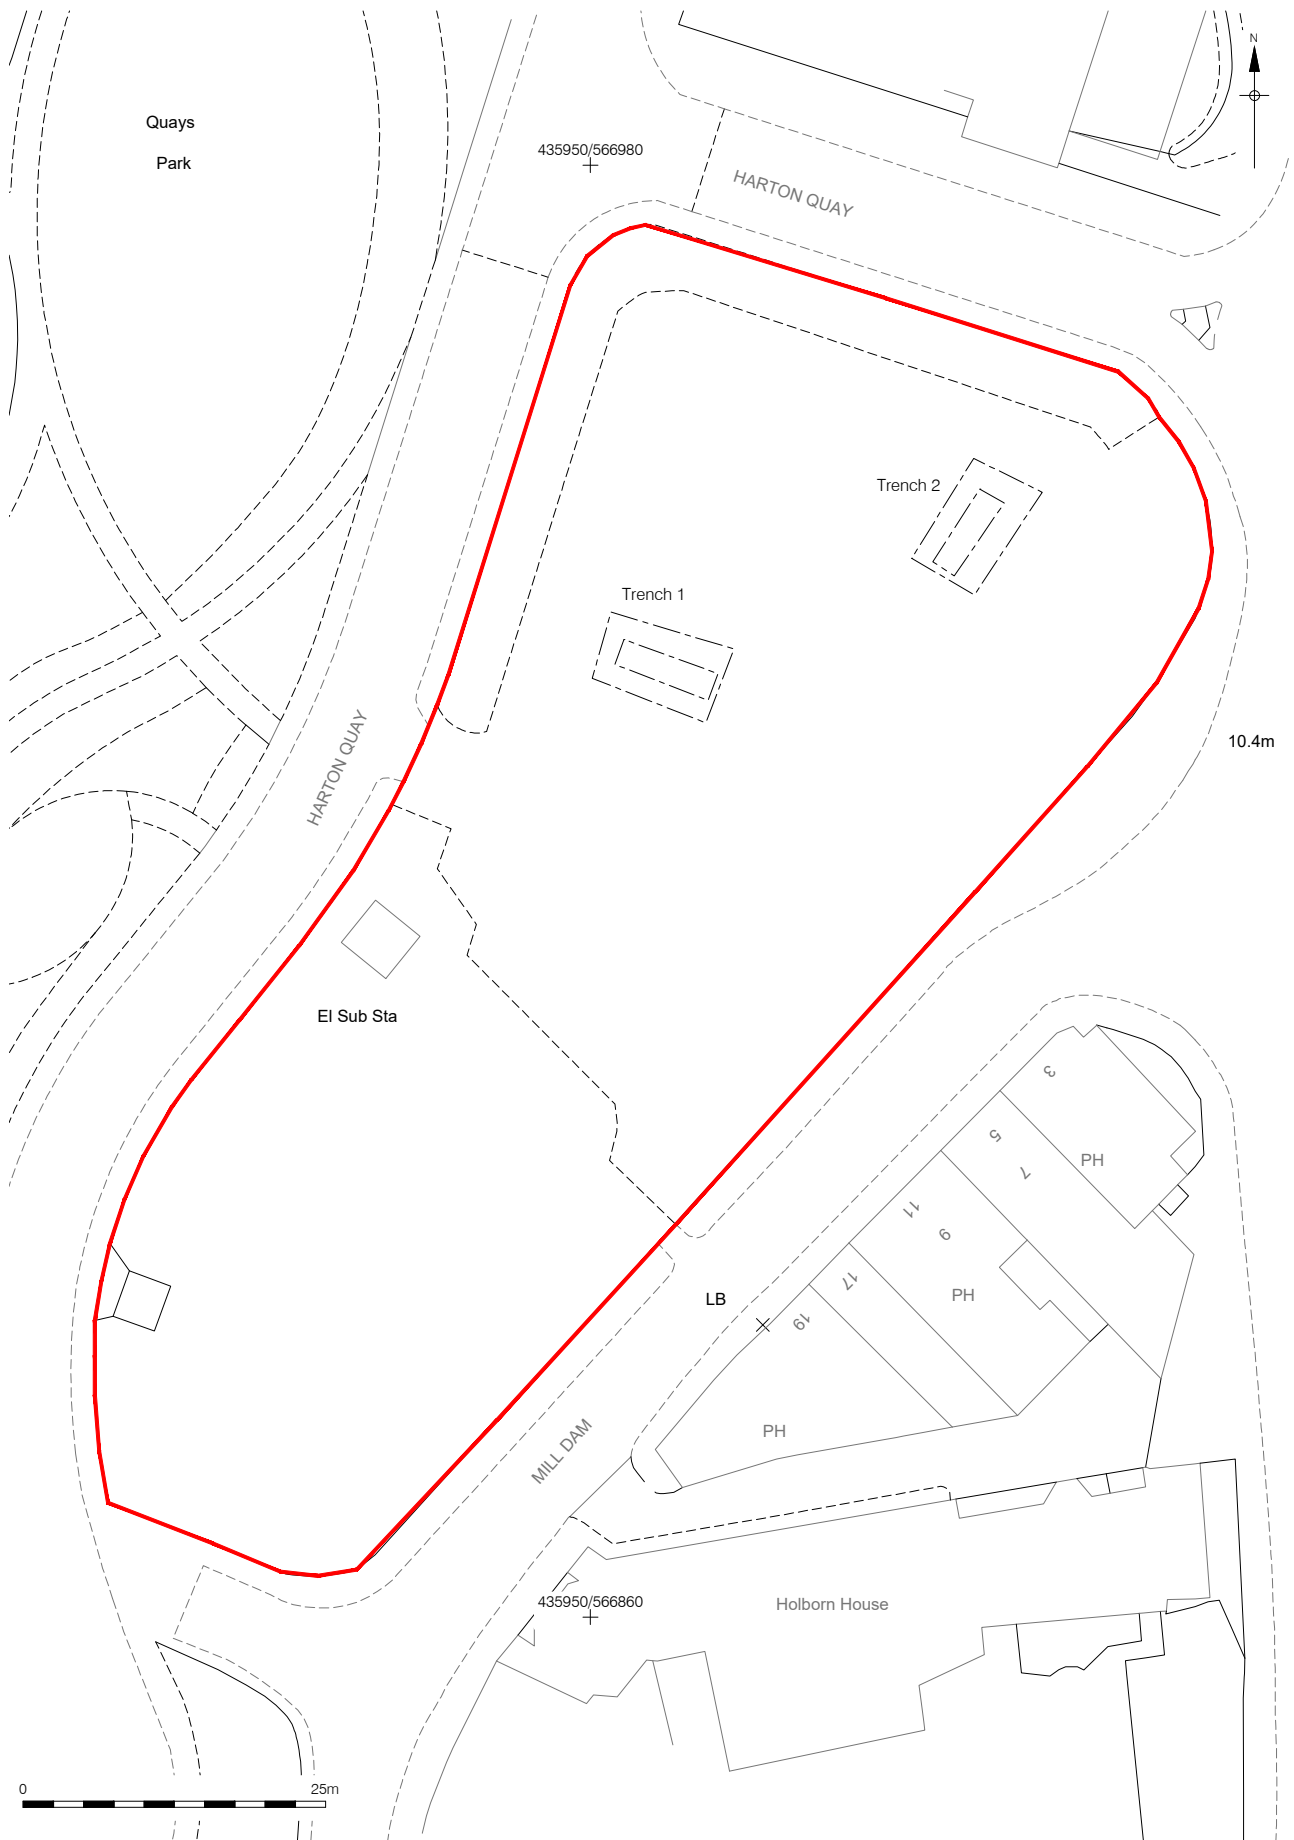 N
Quays
Park
435950/566980
HARTON QUAY
Trench 2
Trench 1
HARTON QUAY
10.4m
El Sub Sta
3
5
7
PH
11
9
17
PH
LB
19
PH
MILL DAM
435950/566860
Holborn House
0 25m